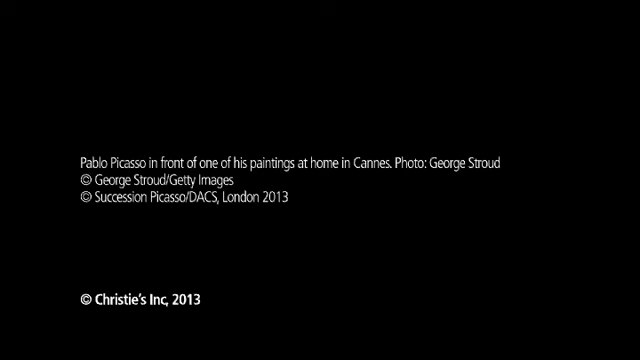 Pablo Picasso in front of one of his paintings at home in Cannes. Photo: George Stroud
© George Stroud/Getty Images
© Succession Picasso/DACS, London 2013
© Christie's Inc, 2013